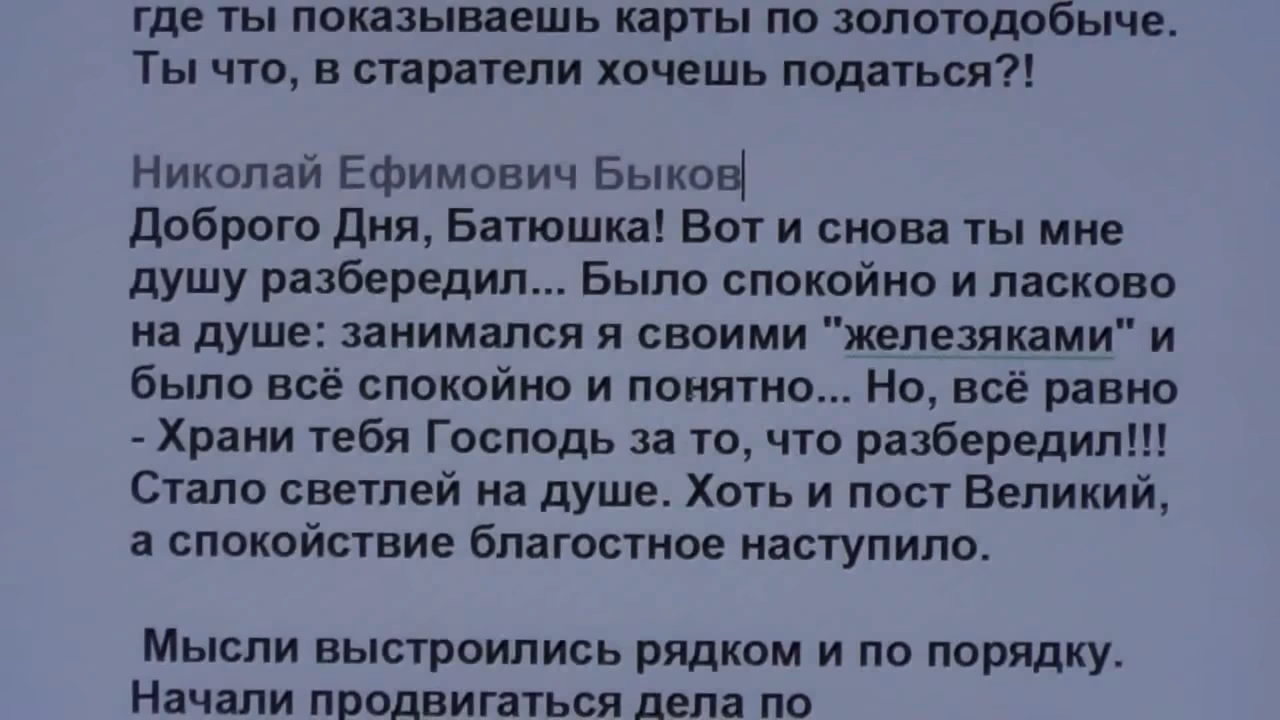 где ты показываешь карты по золотодобыче.
Ты что, в старатели хочешь податься?!
Николай Ефимович Быков
Доброго Дня, Батюшка! Вот и снова ты мне
душу разбередил... Было спокойно и ласково
на душе: занимался я своими "железяками" и
было всё спокойно и понятно... Но, всё равно
- Храни тебя Господь за то, что разбередил!!!
Стало светлей на душе. Хоть и пост Великий,
а спокойствие благостное наступило.
Мысли выстроились рядком и по порядку.
Начали продвигаться дела по